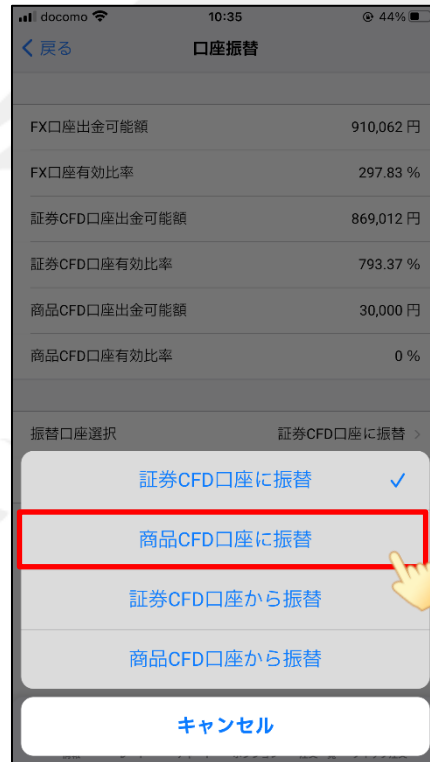 docomo 10:35 44%
戻る 口座振替
FX口座出金可能額 910,062 円
FX口座有効比率 297.83 %
証券CFD口座出金可能額 869,012 円
証券CFD口座有効比率 793.37 %
商品CFD口座出金可能額 30,000 円
商品CFD口座有効比率 0 %
振替口座選択 証券CFD口座に振替
証券CFD口座に振替
商品CFD口座に振替
証券CFD口座から振替
商品CFD口座から振替
キャンセル